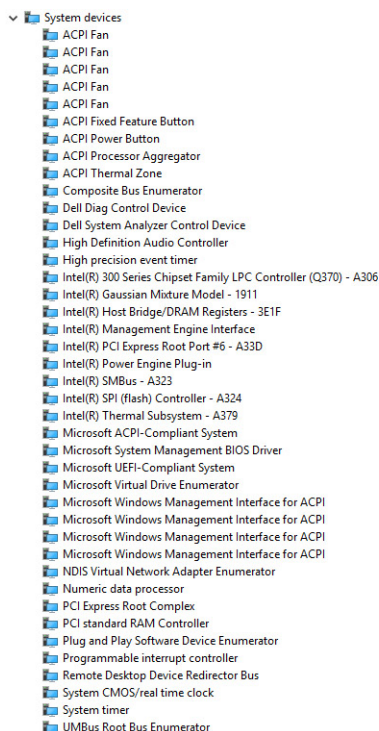 System devices
ACPI Fan
ACPI Fan
ACPI Fan
ACPI Fan
ACPI Fan
ACPI Fixed Feature Button
ACPI Power Button
ACPI Processor Aggregator
ACPI Thermal Zone
Composite Bus Enumerator
Dell Diag Control Device
Dell System Analyzer Control Device
High Definition Audio Controller
High precision event timer
Intel(R) 300 Series Chipset Family LPC Controller (Q370) - A306
Intel(R) Gaussian Mixture Model - 1911
Intel(R) Host Bridge/DRAM Registers - 3E1F
Intel(R) Management Engine Interface
Intel(R) PCI Express Root Port #6 - A33D
Intel(R) Power Engine Plug-in
Intel(R) SMBus - A323
Intel(R) SPI (flash) Controller - A324
Intel(R) Thermal Subsystem - A379
Microsoft ACPI-Compliant System
Microsoft System Management BIOS Driver
Microsoft UEFI-Compliant System
Microsoft Virtual Drive Enumerator
Microsoft Windows Management Interface for ACPI
Microsoft Windows Management Interface for ACPI
Microsoft Windows Management Interface for ACPI
Microsoft Windows Management Interface for ACPI
NDIS Virtual Network Adapter Enumerator
Numeric data processor
PCI Express Root Complex
PCI standard RAM Controller
Plug and Play Software Device Enumerator
Programmable interrupt controller
Remote Desktop Device Redirector Bus
System CMOS/real time clock
System timer
UMBus Root Bus Enumerator